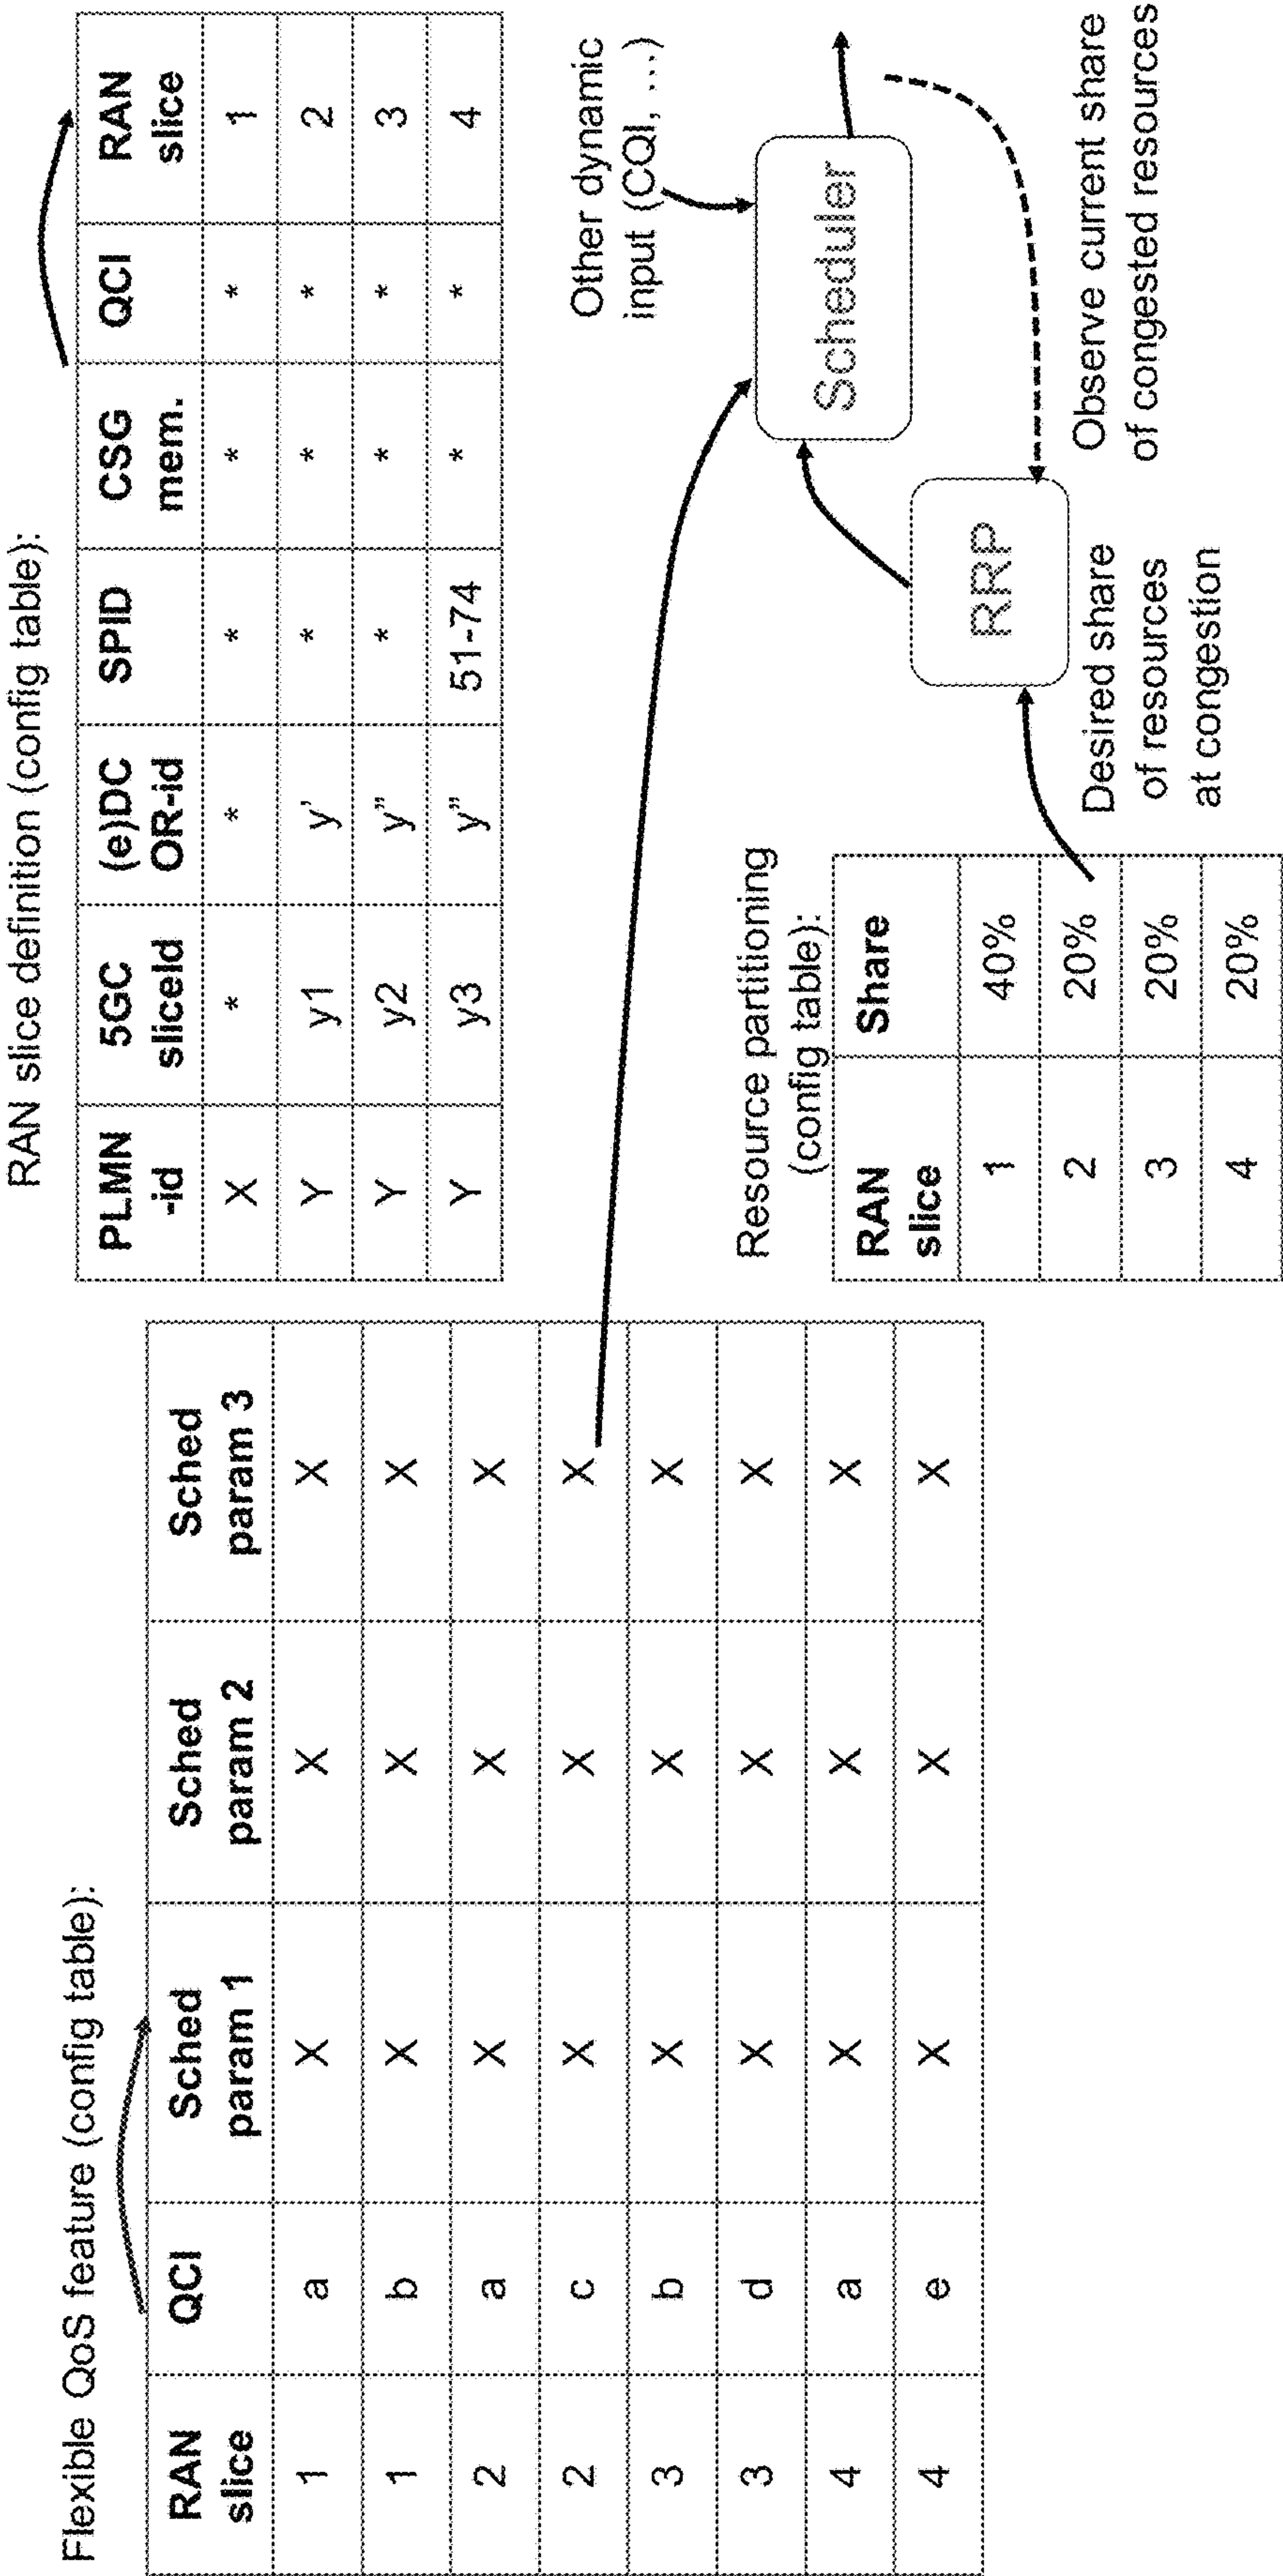 Flexible QoS feature (config table):
RAN slice QCI Sched param 1 Sched param 2 Sched param 3
1 a X X X
1 b X X X
2 a X X X
2 c X X X
3 b X X X
3 d X X X
4 a X X X
4 e X X X
RAN slice definition (config table):
PLMN -id 5GC sliceId (e)DC OR-id SPID CSG mem. QCI RAN slice
X * * * * * 1
Y y1 y' * * * 2
Y y2 y" * * * 3
Y y3 y" 51-74 * * 4
Resource partitioning
(config table):
RAN slice Share
1 40%
2 20%
3 20%
4 20%
Desired share
of resources
at congestion
RRP
Scheduler
Other dynamic
input (CQI, ...)
Observe current share
of congested resources